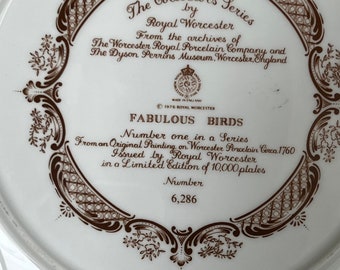 The Series
by
Royal Worcester
From the archives of
The Worcester Royal Porcelain Company and
The Dyson Perrins Museum, Worcester, England
MADE IN ENGLAND
© 1976 ROYAL WORCESTER
FABULOUS BIRDS
Number one in a Series
From an Original Painting on Worcester Porcelain Circa 1760
Issued by Royal Worcester
in a Limited Edition of 10,000 plates
Number
6,286